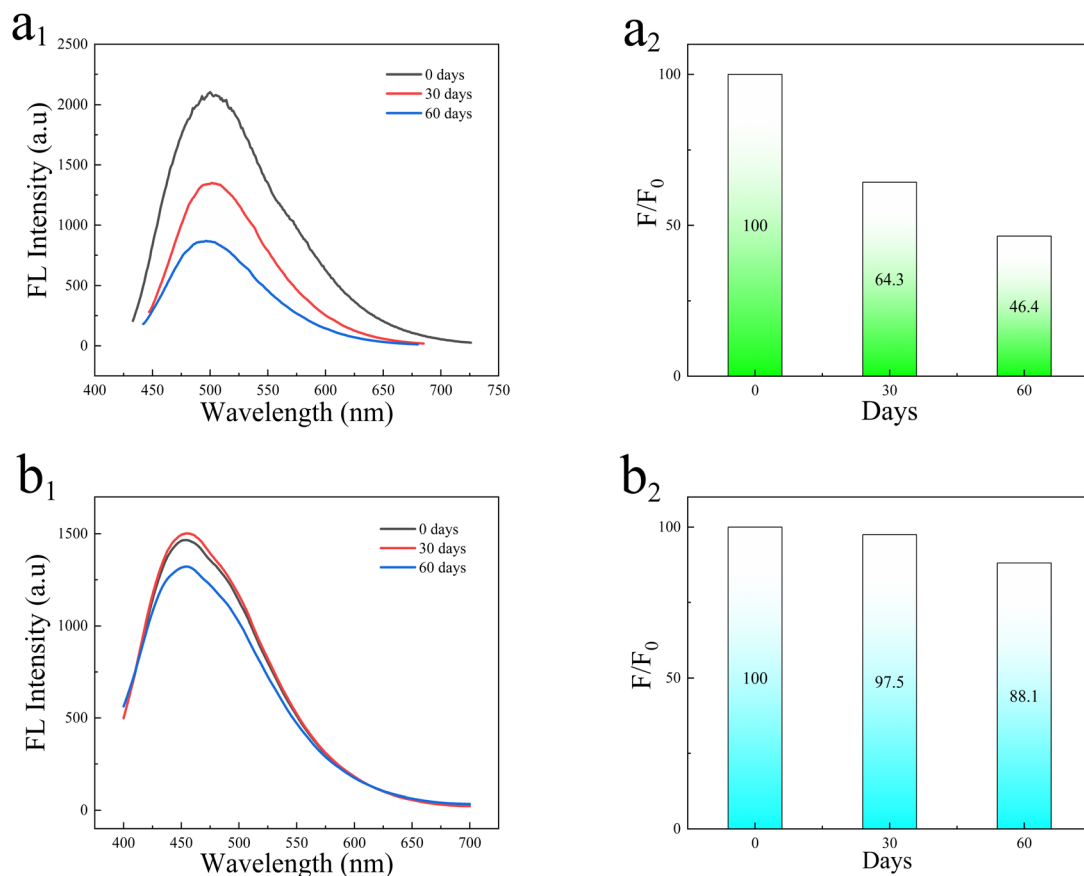 a1
FL Intensity (a.u)
2500
2000
1500
1000
500
0
400 450 500 550 600 650 700 750
Wavelength (nm)
0 days
30 days
60 days
a2
F/F0
100
50
0
100
64.3
46.4
0 30 60
Days
b1
FL Intensity (a.u)
1500
1000
500
0
400 450 500 550 600 650 700
Wavelength (nm)
0 days
30 days
60 days
b2
F/F0
100
50
0
100
97.5
88.1
0 30 60
Days